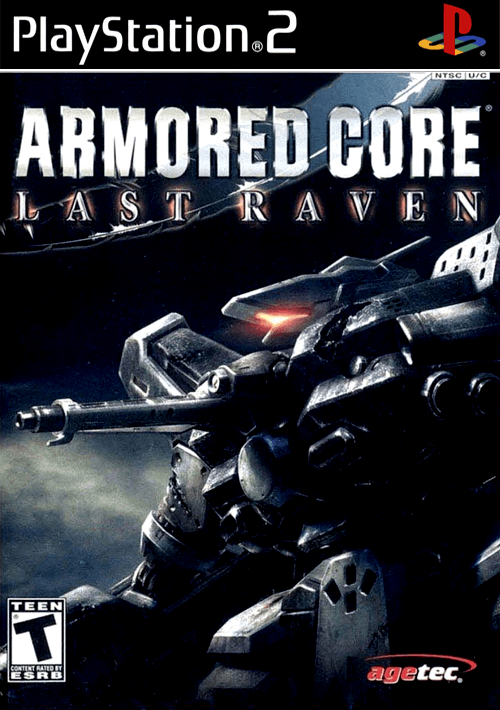 PlayStation®2
NTSC U/C
ARMORED CORE®
LAST RAVEN
TEEN
T
CONTENT RATED BY
ESRB
agetec®